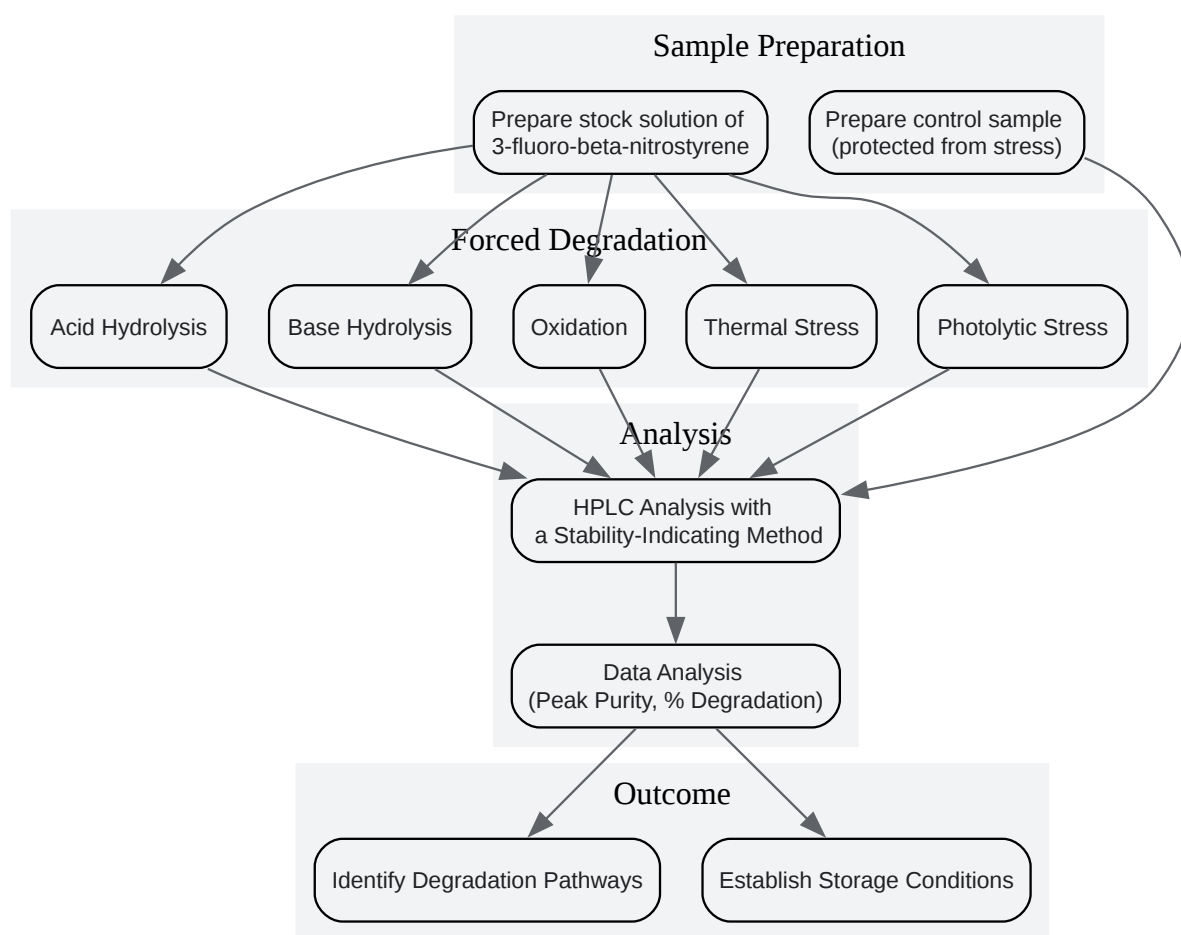 Sample Preparation
Prepare stock solution of
3-fluoro-beta-nitrostyrene
Prepare control sample
(protected from stress)
Forced Degradation
Acid Hydrolysis
Base Hydrolysis
Oxidation
Thermal Stress
Photolytic Stress
Analysis
HPLC Analysis with
a Stability-Indicating Method
Data Analysis
(Peak Purity, % Degradation)
Outcome
Identify Degradation Pathways
Establish Storage Conditions